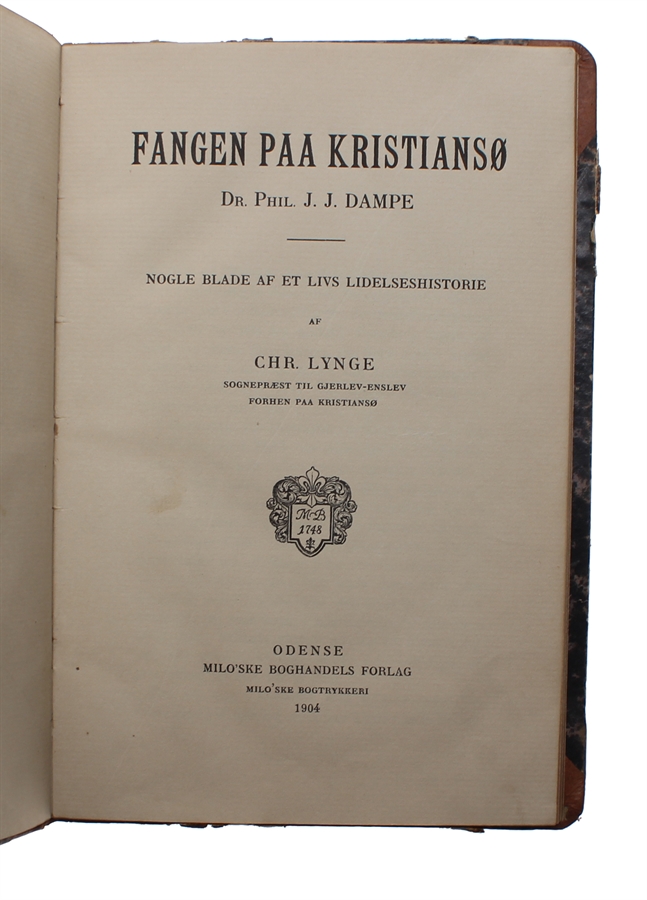 FANGEN PAA KRISTIANSØ
DR. PHIL. J. J. DAMPE
NOGLE BLADE AF ET LIVS LIDELSESHISTORIE
AF
CHR. LYNGE
SOGNEPRÆST TIL GJERLEV-ENSLEV
FORHEN PAA KRISTIANSØ
MB
1748
ODENSE
MILO'SKE BOGHANDELS FORLAG
MILO'SKE BOGTRYKKERI
1904